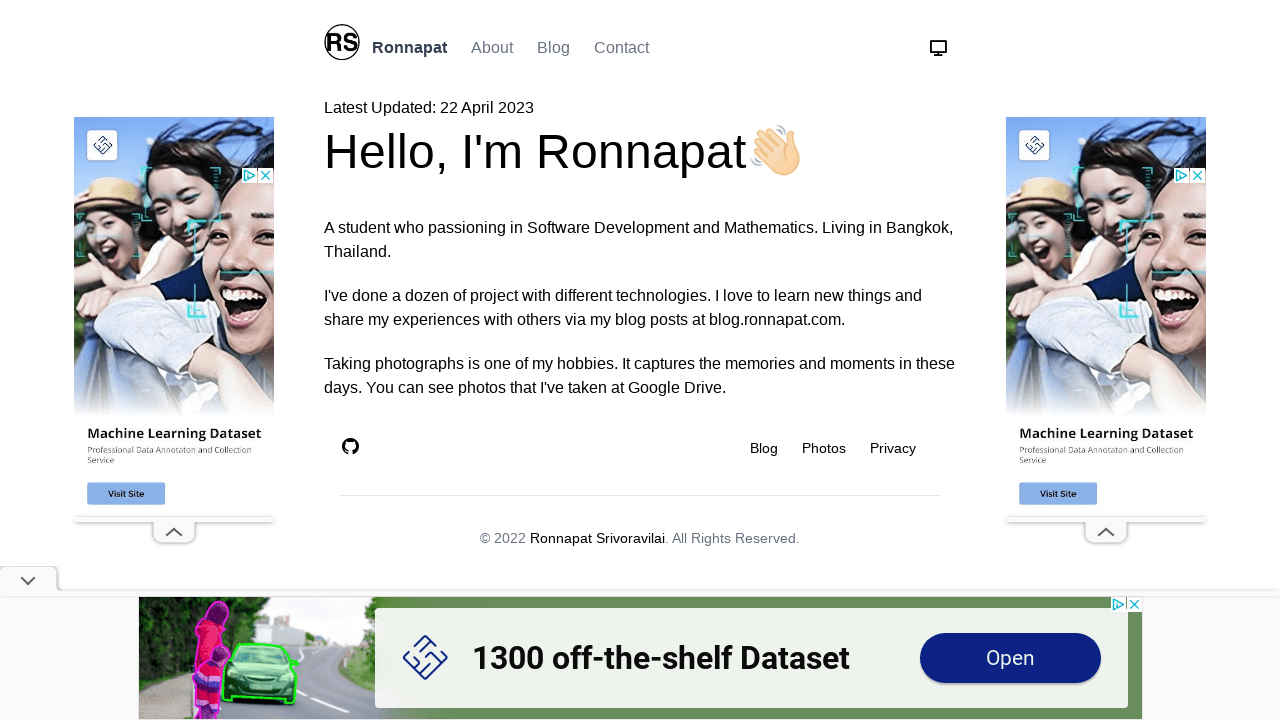 RS Ronnapat About Blog Contact
Latest Updated: 22 April 2023
Hello, I'm Ronnapat👋🏻
A student who passioning in Software Development and Mathematics. Living in Bangkok,
Thailand.
I've done a dozen of project with different technologies. I love to learn new things and
share my experiences with others via my blog posts at blog.ronnapat.com.
Taking photographs is one of my hobbies. It captures the memories and moments in these
days. You can see photos that I've taken at Google Drive.
Blog Photos Privacy
© 2022 Ronnapat Srivoravilai. All Rights Reserved.
Machine Learning Dataset
Professional Data Annotaton and Collection
Service
Visit Site
Machine Learning Dataset
Professional Data Annotaton and Collection
Service
Visit Site
1300 off-the-shelf Dataset
Open